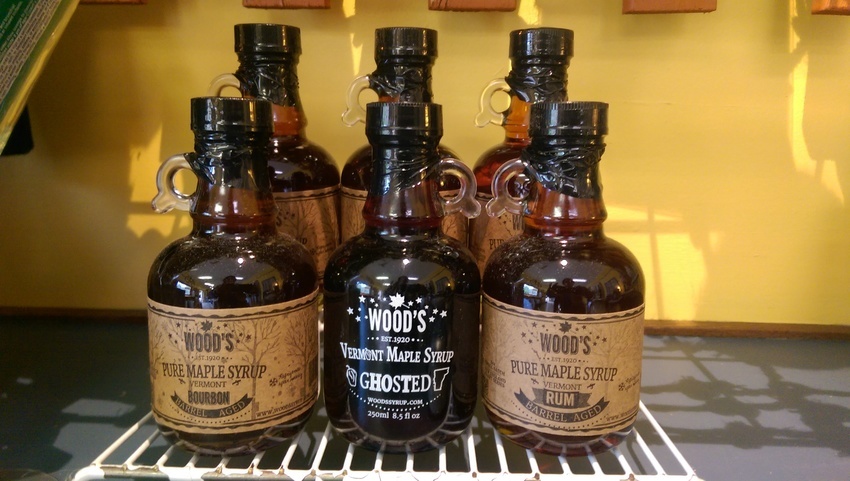 WOOD'S
EST.1920
PURE MAPLE SYRUP
VERMONT
BOURBON
BARREL AGED
WOOD'S
EST.1920
VERMONT MAPLE SYRUP
GHOSTED
WOODSSYRUP.COM
250ml 8.5 fl oz
WOOD'S
EST.1920
PURE MAPLE SYRUP
VERMONT
RUM
BARREL AGED